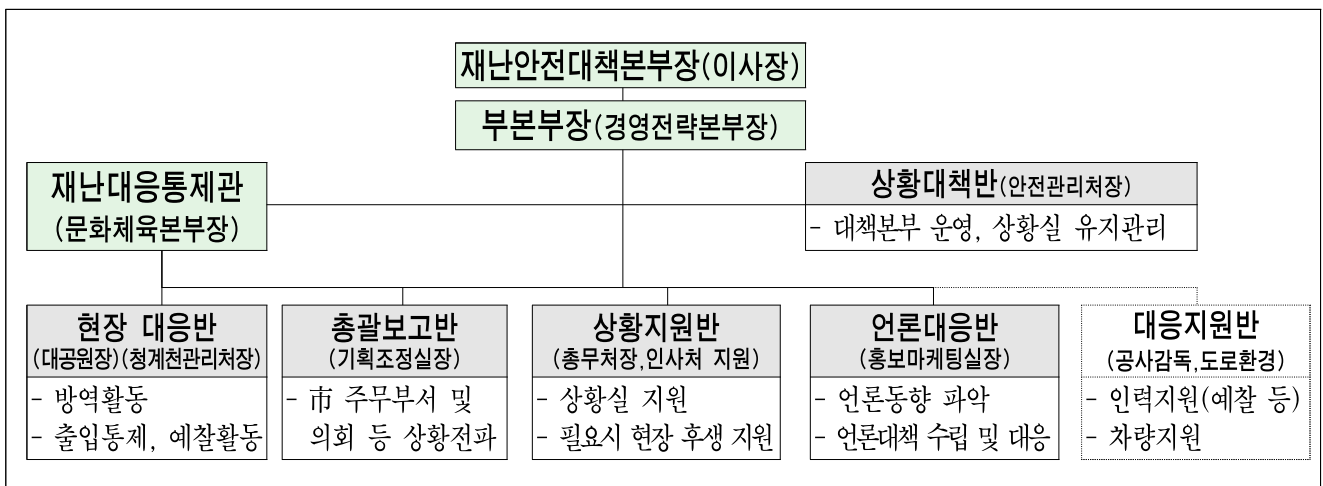 재난안전대책본부장(이사장)
부본부장(경영전략본부장)
재난대응통제관
(문화체육본부장)
상황대책반(안전관리처장)
- 대책본부 운영, 상황실 유지관리
현장 대응반
(대공원장)(청계천관리처장)
- 방역활동
- 출입통제, 예찰활동
총괄보고반
(기획조정실장)
- 市 주무부서 및
의회 등 상황전파
상황지원반
(총무처장,인사처 지원)
- 상황실 지원
- 필요시 현장 후생 지원
언론대응반
(홍보마케팅실장)
- 언론동향 파악
- 언론대책 수립 및 대응
대응지원반
(공사감독,도로환경)
- 인력지원(예찰 등)
- 차량지원